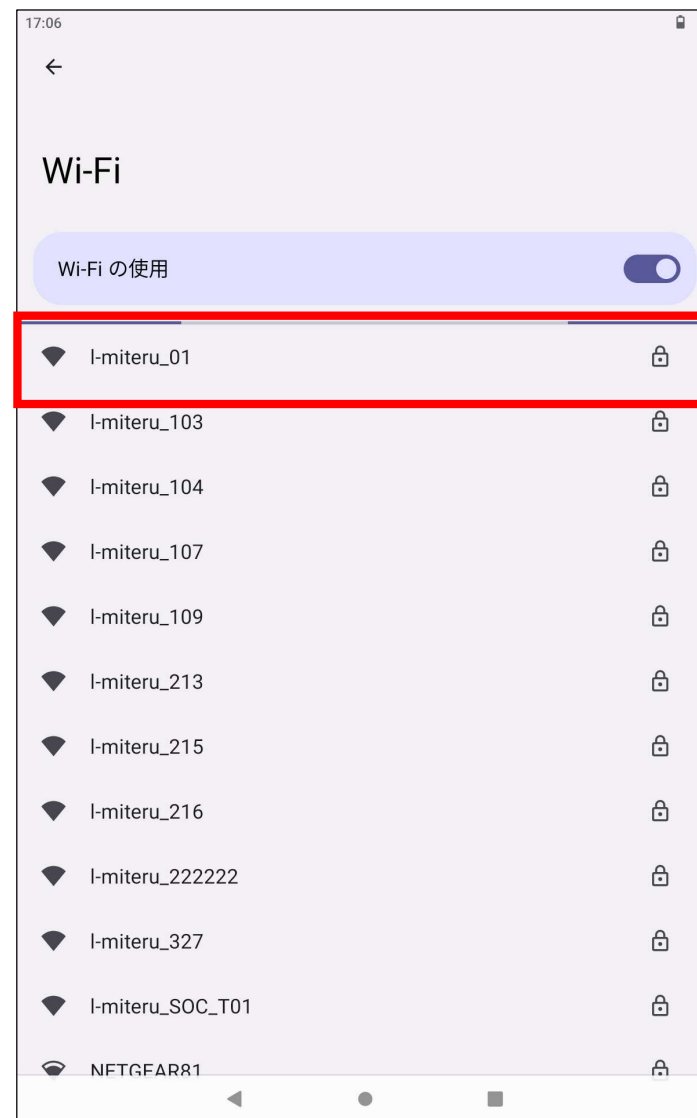 17:06
Wi-Fi
Wi-Fi の使用
l-miteru_01
l-miteru_103
l-miteru_104
l-miteru_107
l-miteru_109
l-miteru_213
l-miteru_215
l-miteru_216
l-miteru_222222
l-miteru_327
l-miteru_SOC_T01
NETGEAR81